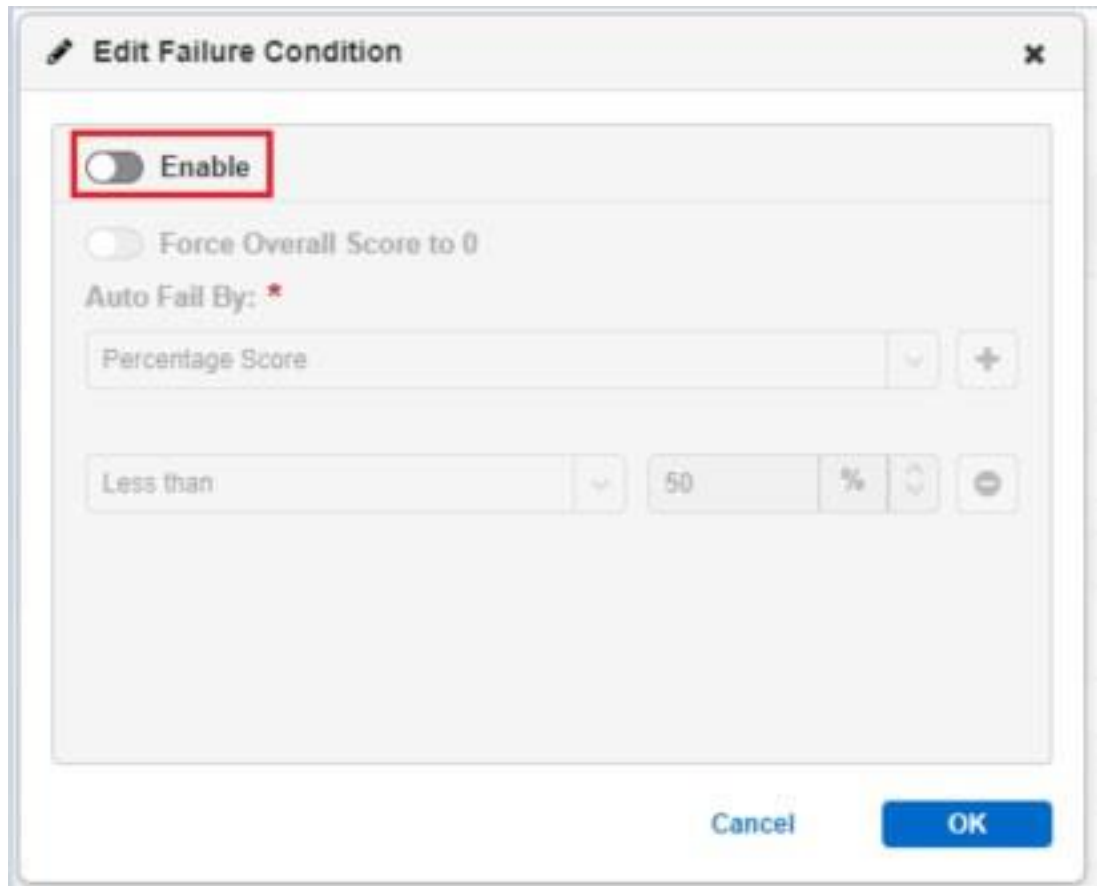 Edit Failure Condition
Enable
Force Overall Score to 0
Auto Fail By: *
Percentage Score
Less than 50 %
Cancel OK